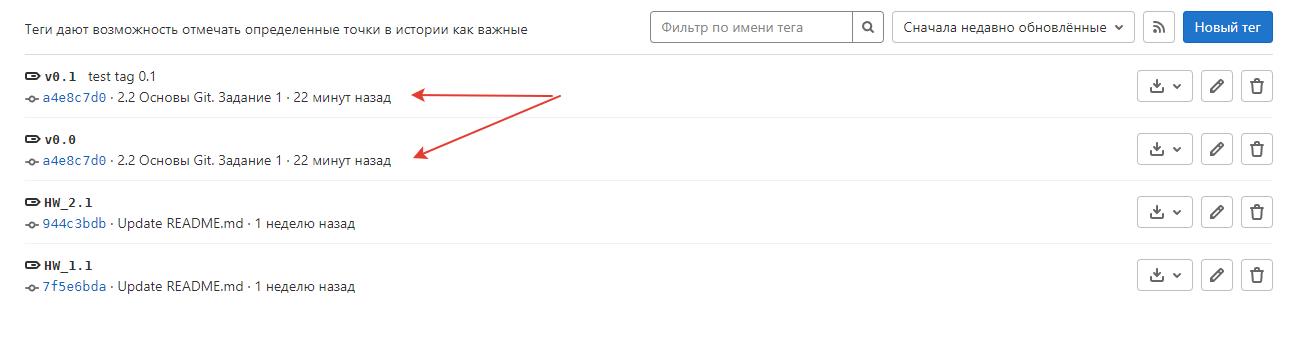 Теги дают возможность отмечать определенные точки в истории как важные
Фильтр по имени тега
Сначала недавно обновлённые
Новый тег
v0.1 test tag 0.1
a4e8c7d0 · 2.2 Основы Git. Задание 1 · 22 минут назад
v0.0
a4e8c7d0 · 2.2 Основы Git. Задание 1 · 22 минут назад
HW_2.1
944c3bdb · Update README.md · 1 неделю назад
HW_1.1
7f5e6bda · Update README.md · 1 неделю назад